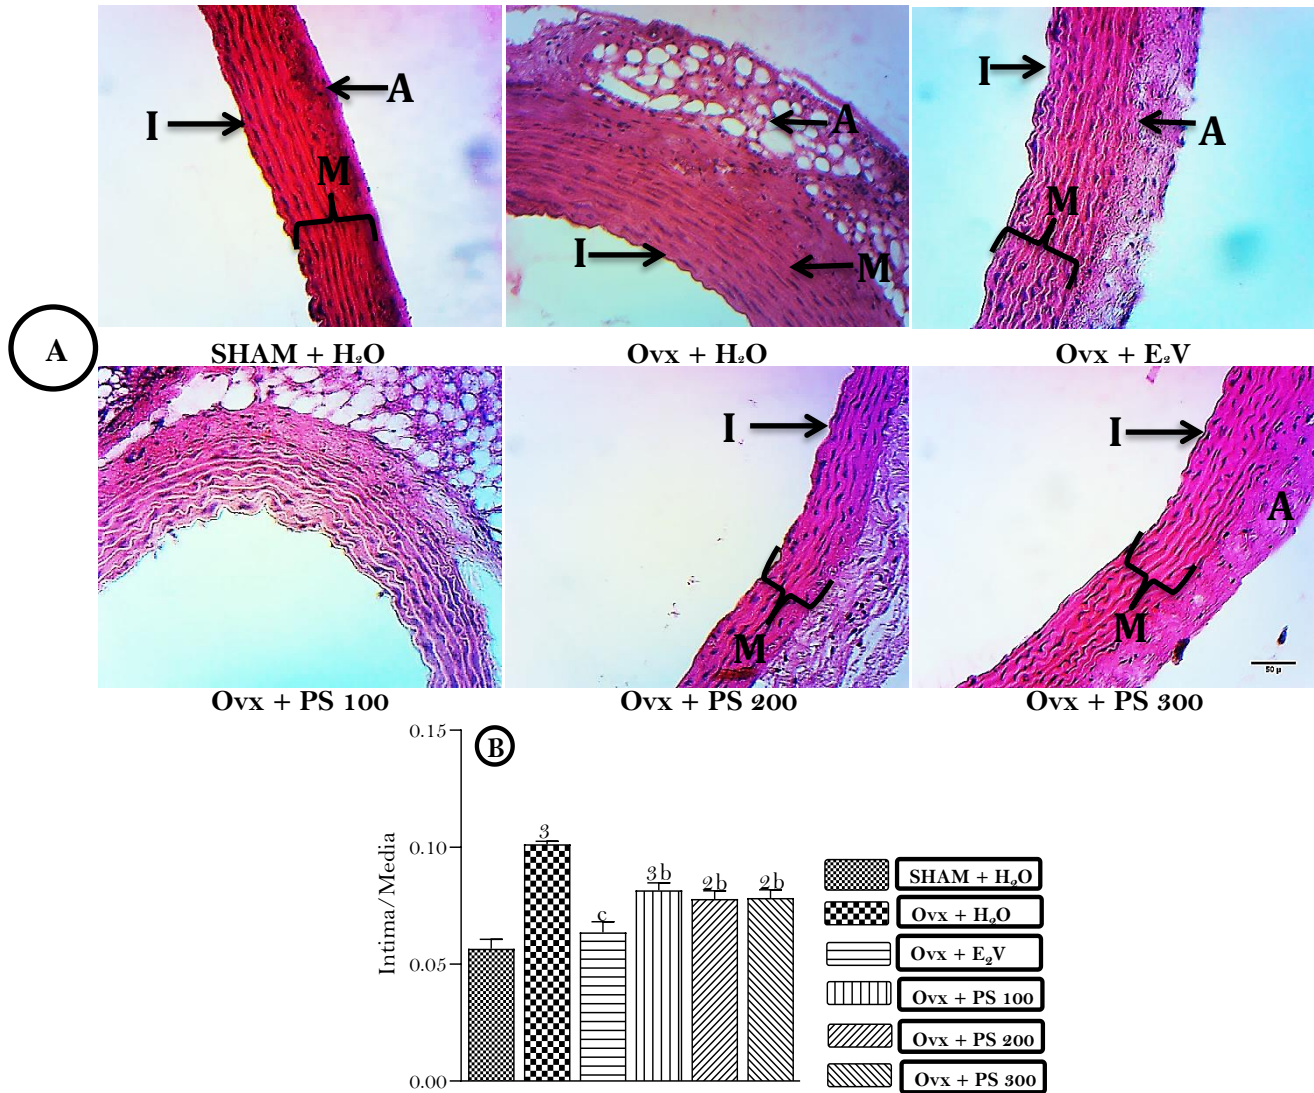 A
I
A
M
A
I
M
I
A
M
SHAM + H₂O
Ovx + H₂O
Ovx + E₂V
I
M
I
A
M
50 µ
Ovx + PS 100
Ovx + PS 200
Ovx + PS 300
B
Intima/Media
0.15
0.10
0.05
0.00
3
c
3b
2b
2b
SHAM + H₂O
Ovx + H₂O
Ovx + E₂V
Ovx + PS 100
Ovx + PS 200
Ovx + PS 300